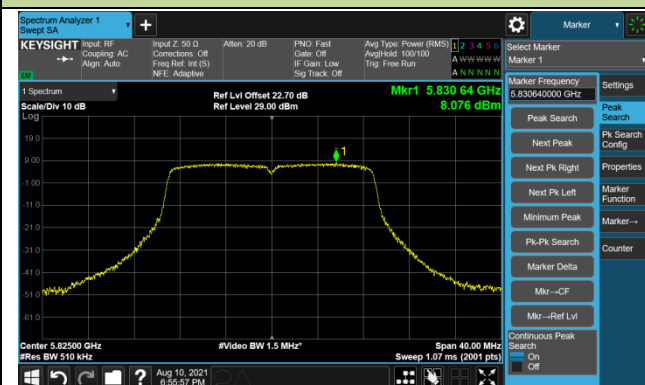 Spectrum Analyzer 1
Swept SA
Marker
KEYSIGHT
Input: RF
Coupling: AC
Align: Auto
Input Z: 50 Ω
Corrections: Off
Freq Ref: Int (S)
NFE: Adaptive
Atten: 20 dB
PNO: Fast
Gate: Off
IF Gain: Low
Sig Track: Off
Avg Type: Power (RMS)
Avg|Hold: 100/100
Trig: Free Run
1 2 3 4 5 6
A W W W W W
A N N N N N
LXI
1 Spectrum
Scale/Div 10 dB
Log
Ref Lvl Offset 22.70 dB
Ref Level 29.00 dBm
Mkr1 5.830 64 GHz
8.076 dBm
1
19.0
9.00
-1.00
-11.0
-21.0
-31.0
-41.0
-51.0
-61.0
Center 5.82500 GHz
#Res BW 510 kHz
#Video BW 1.5 MHz*
Span 40.00 MHz
Sweep 1.07 ms (2001 pts)
Aug 10, 2021
6:55:57 PM
Select Marker
Marker 1
Marker Frequency
5.830640000 GHz
Peak Search
Next Peak
Next Pk Right
Next Pk Left
Minimum Peak
Pk-Pk Search
Marker Delta
Mkr→CF
Mkr→Ref Lvl
Continuous Peak
Search
On
Off
Settings
Peak
Search
Pk Search
Config
Properties
Marker
Function
Marker→
Counter